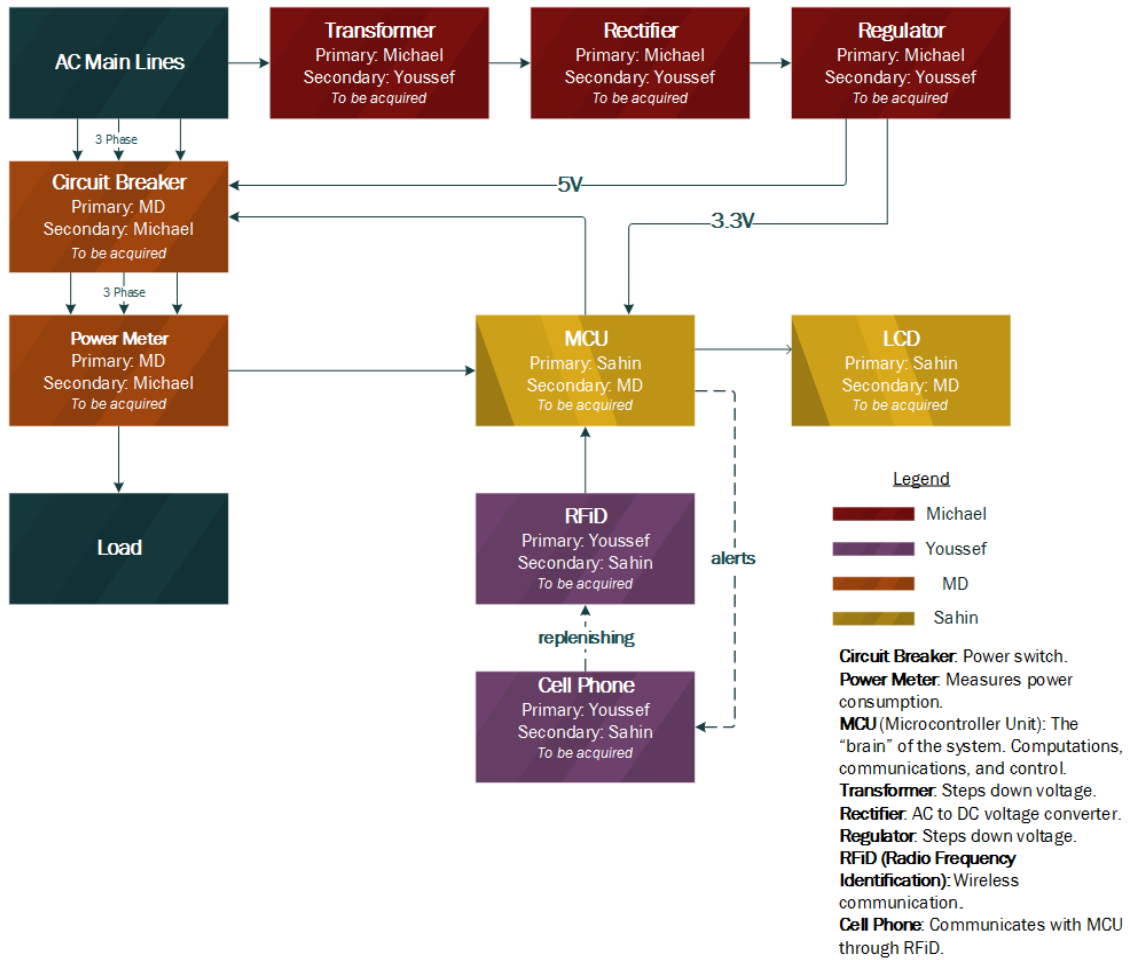 AC Main Lines
Transformer
Primary: Michael
Secondary: Youssef
To be acquired
Rectifier
Primary: Michael
Secondary: Youssef
To be acquired
Regulator
Primary: Michael
Secondary: Youssef
To be acquired
3 Phase
Circuit Breaker
Primary: MD
Secondary: Michael
To be acquired
5V
3.3V
3 Phase
Power Meter
Primary: MD
Secondary: Michael
To be acquired
MCU
Primary: Sahin
Secondary: MD
To be acquired
LCD
Primary: Sahin
Secondary: MD
To be acquired
Load
RFiD
Primary: Youssef
Secondary: Sahin
To be acquired
alerts
replenishing
Cell Phone
Primary: Youssef
Secondary: Sahin
To be acquired
Legend
Michael
Youssef
MD
Sahin
Circuit Breaker: Power switch.
Power Meter: Measures power
consumption.
MCU (Microcontroller Unit): The
“brain” of the system. Computations,
communications, and control.
Transformer: Steps down voltage.
Rectifier: AC to DC voltage converter.
Regulator: Steps down voltage.
RFiD (Radio Frequency
Identification): Wireless
communication.
Cell Phone: Communicates with MCU
through RFiD.